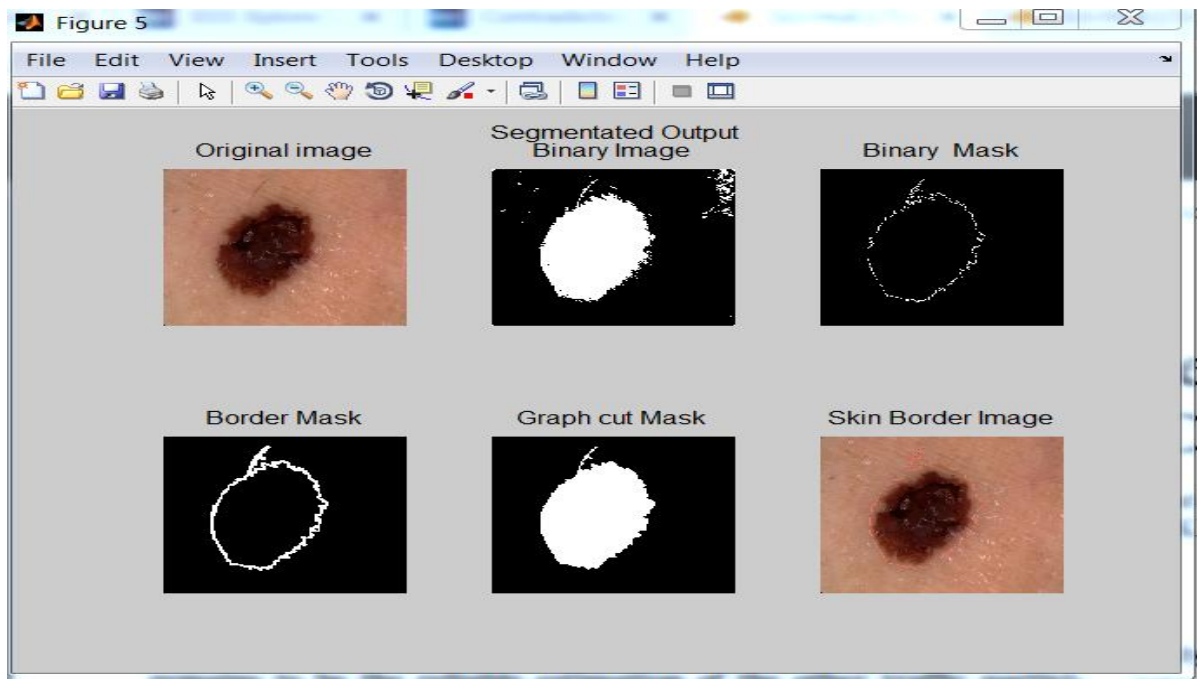 Figure 5
File Edit View Insert Tools Desktop Window Help
Segmentated Output
Original image
Binary Image
Binary Mask
Border Mask
Graph cut Mask
Skin Border Image